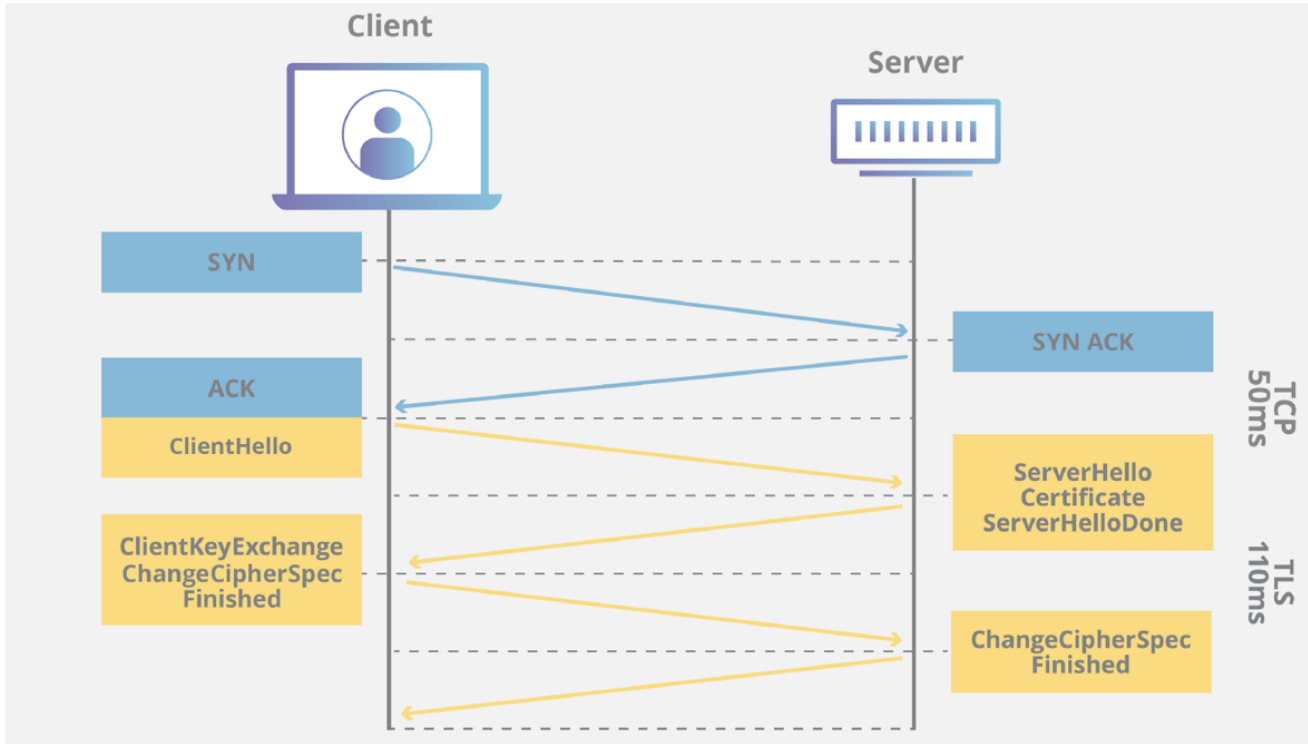 Client
Server
SYN
SYN ACK
ACK
ClientHello
TCP
50ms
ServerHello
Certificate
ServerHelloDone
ClientKeyExchange
ChangeCipherSpec
Finished
TLS
110ms
ChangeCipherSpec
Finished